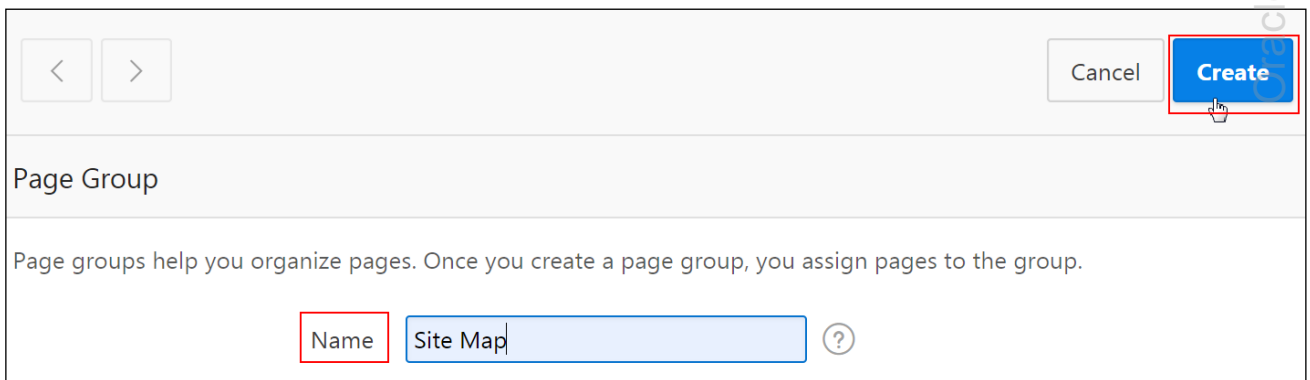 Cancel
Create
Page Group
Page groups help you organize pages. Once you create a page group, you assign pages to the group.
Name
Site Map
?